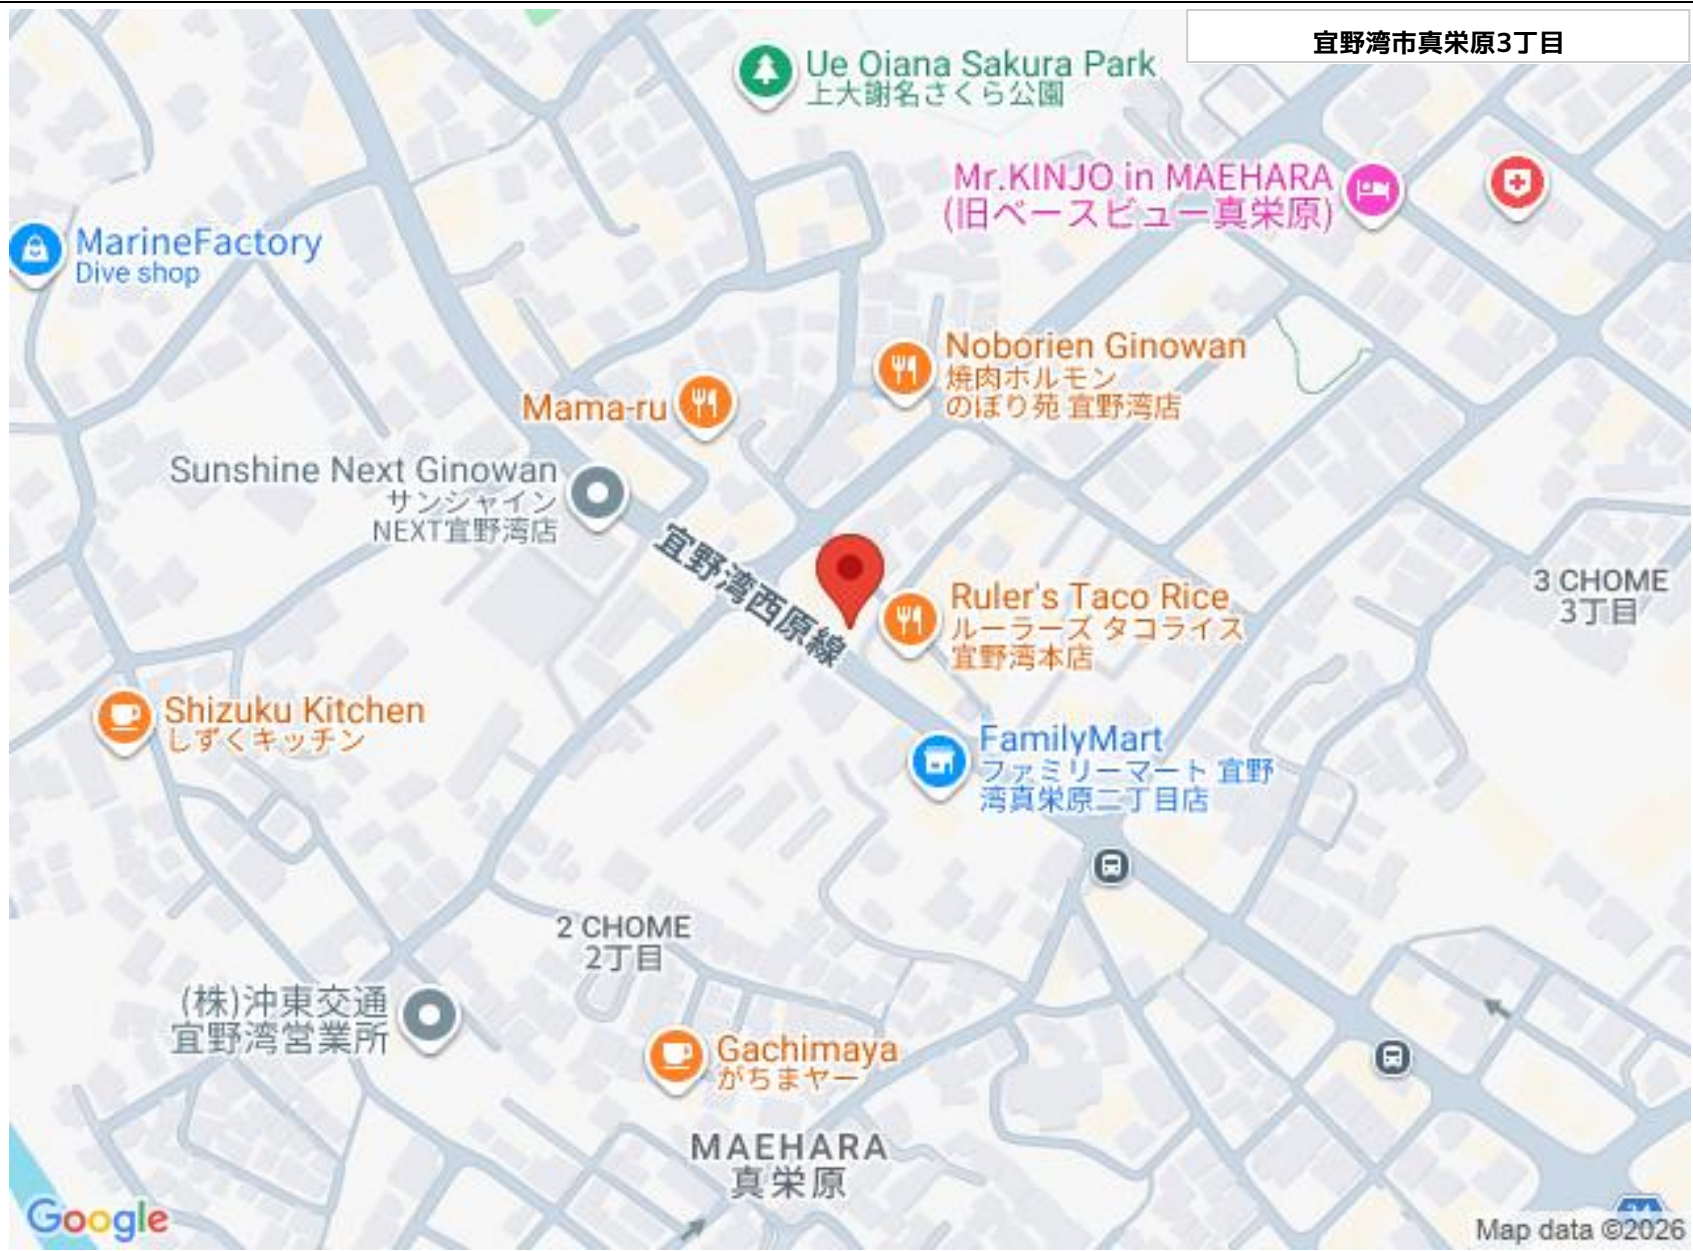 宜野湾市真栄原3丁目
Ue Oiana Sakura Park
上大謝名さくら公園
Mr.KINJO in MAEHARA
(旧ベースビュー真栄原)
MarineFactory
Dive shop
Noborien Ginowan
焼肉ホルモン
のぼり苑 宜野湾店
Mama-ru
Sunshine Next Ginowan
サンシャイン
NEXT宜野湾店
宜野湾西原線
3 CHOME
3丁目
Ruler's Taco Rice
ルーラーズ タコライス
宜野湾本店
Shizuku Kitchen
しずくキッチン
FamilyMart
ファミリーマート 宜野
湾真栄原二丁目店
2 CHOME
2丁目
(株)沖東交通
宜野湾営業所
Gachimaya
がちまヤー
MAEHARA
真栄原
Google
Map data ©2026